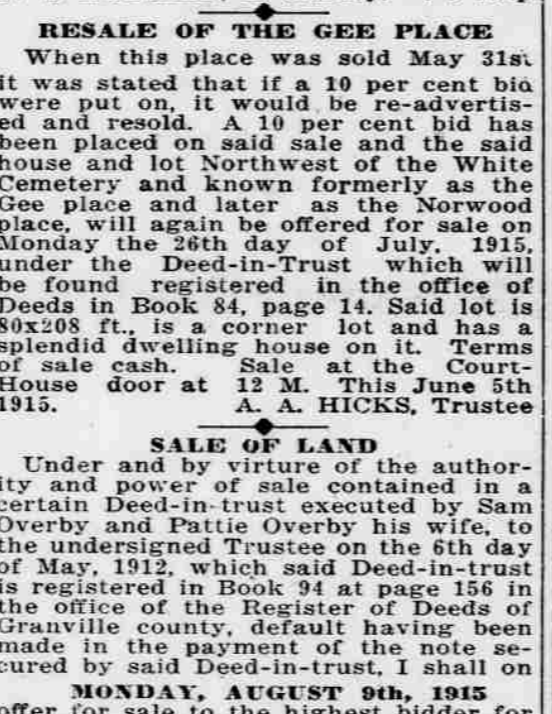 RESALE OF THE GEE PLACE
When this place was sold May 31st
it was stated that if a 10 per cent bid
were put on, it would be re-advertis-
ed and resold. A 10 per cent bid has
been placed on said sale and the said
house and lot Northwest of the White
Cemetery and known formerly as the
Gee place and later as the Norwood
place, will again be offered for sale on
Monday the 26th day of July, 1915,
under the Deed-in-Trust which will
be found registered in the office of
Deeds in Book 84, page 14. Said lot is
80x208 ft., is a corner lot and has a
splendid dwelling house on it. Terms
of sale cash. Sale at the Court-
House door at 12 M. This June 5th
1915. A. A. HICKS, Trustee
SALE OF LAND
Under and by virture of the author-
ity and power of sale contained in a
certain Deed-in-trust executed by Sam
Overby and Pattie Overby his wife, to
the undersigned Trustee on the 6th day
of May, 1912, which said Deed-in-trust
is registered in Book 94 at page 156 in
the office of the Register of Deeds of
Granville county, default having been
made in the payment of the note se-
cured by said Deed-in-trust, I shall on
MONDAY, AUGUST 9th, 1915
offer for sale to the highest bidder for